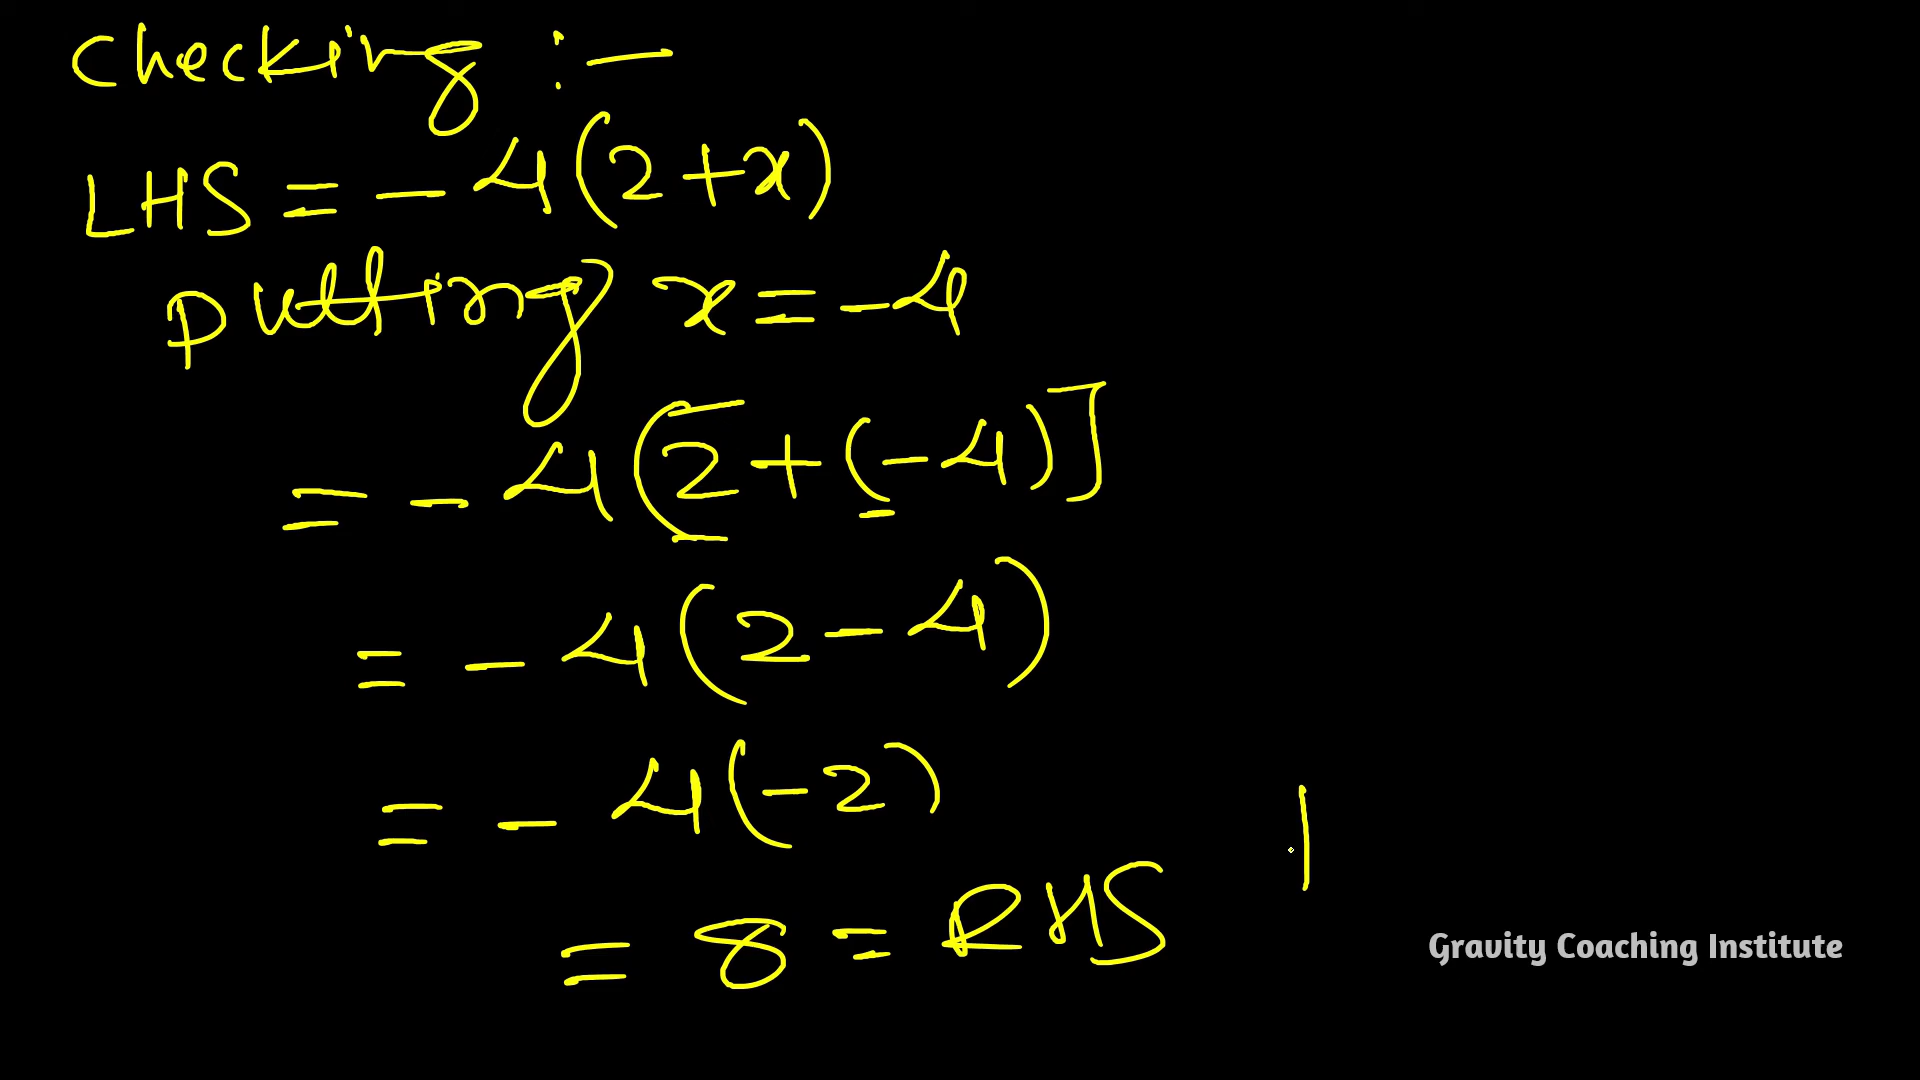 Checking :-
LHS = - 4(2+x)
putting x = -4
= - 4[2+(-4)]
= - 4(2-4)
= - 4(-2)
= 8 = RHS
Gravity Coaching Institute